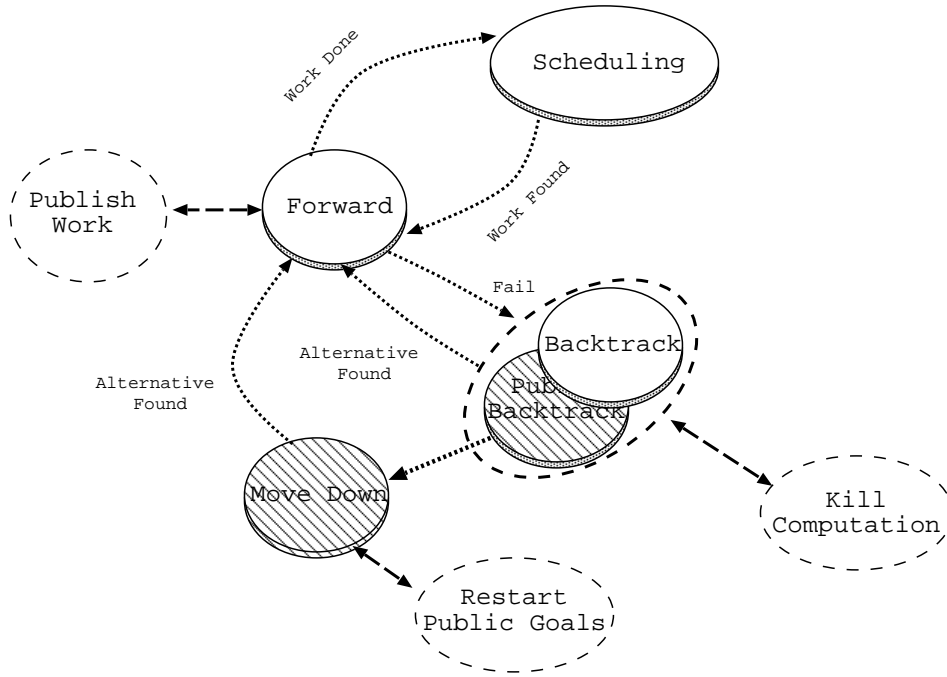 Work Done
Scheduling
Publish
Work
Forward
Work Found
Fail
Backtrack
Alternative
Found
Backtrack
Alternative
Found
Move Down
Kill
Computation
Restart
Public Goals